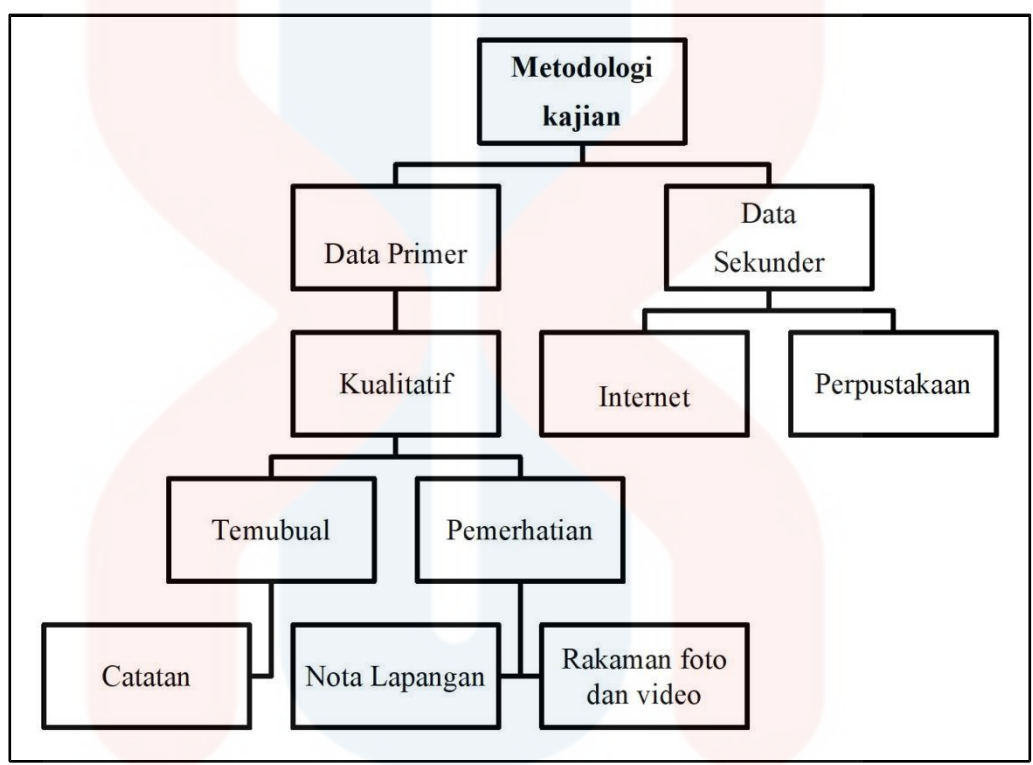 Metodologi
kajian
Data Primer
Data
Sekunder
Kualitatif
Internet
Perpustakaan
Temubual
Pemerhatian
Catatan
Nota Lapangan
Rakaman foto
dan video